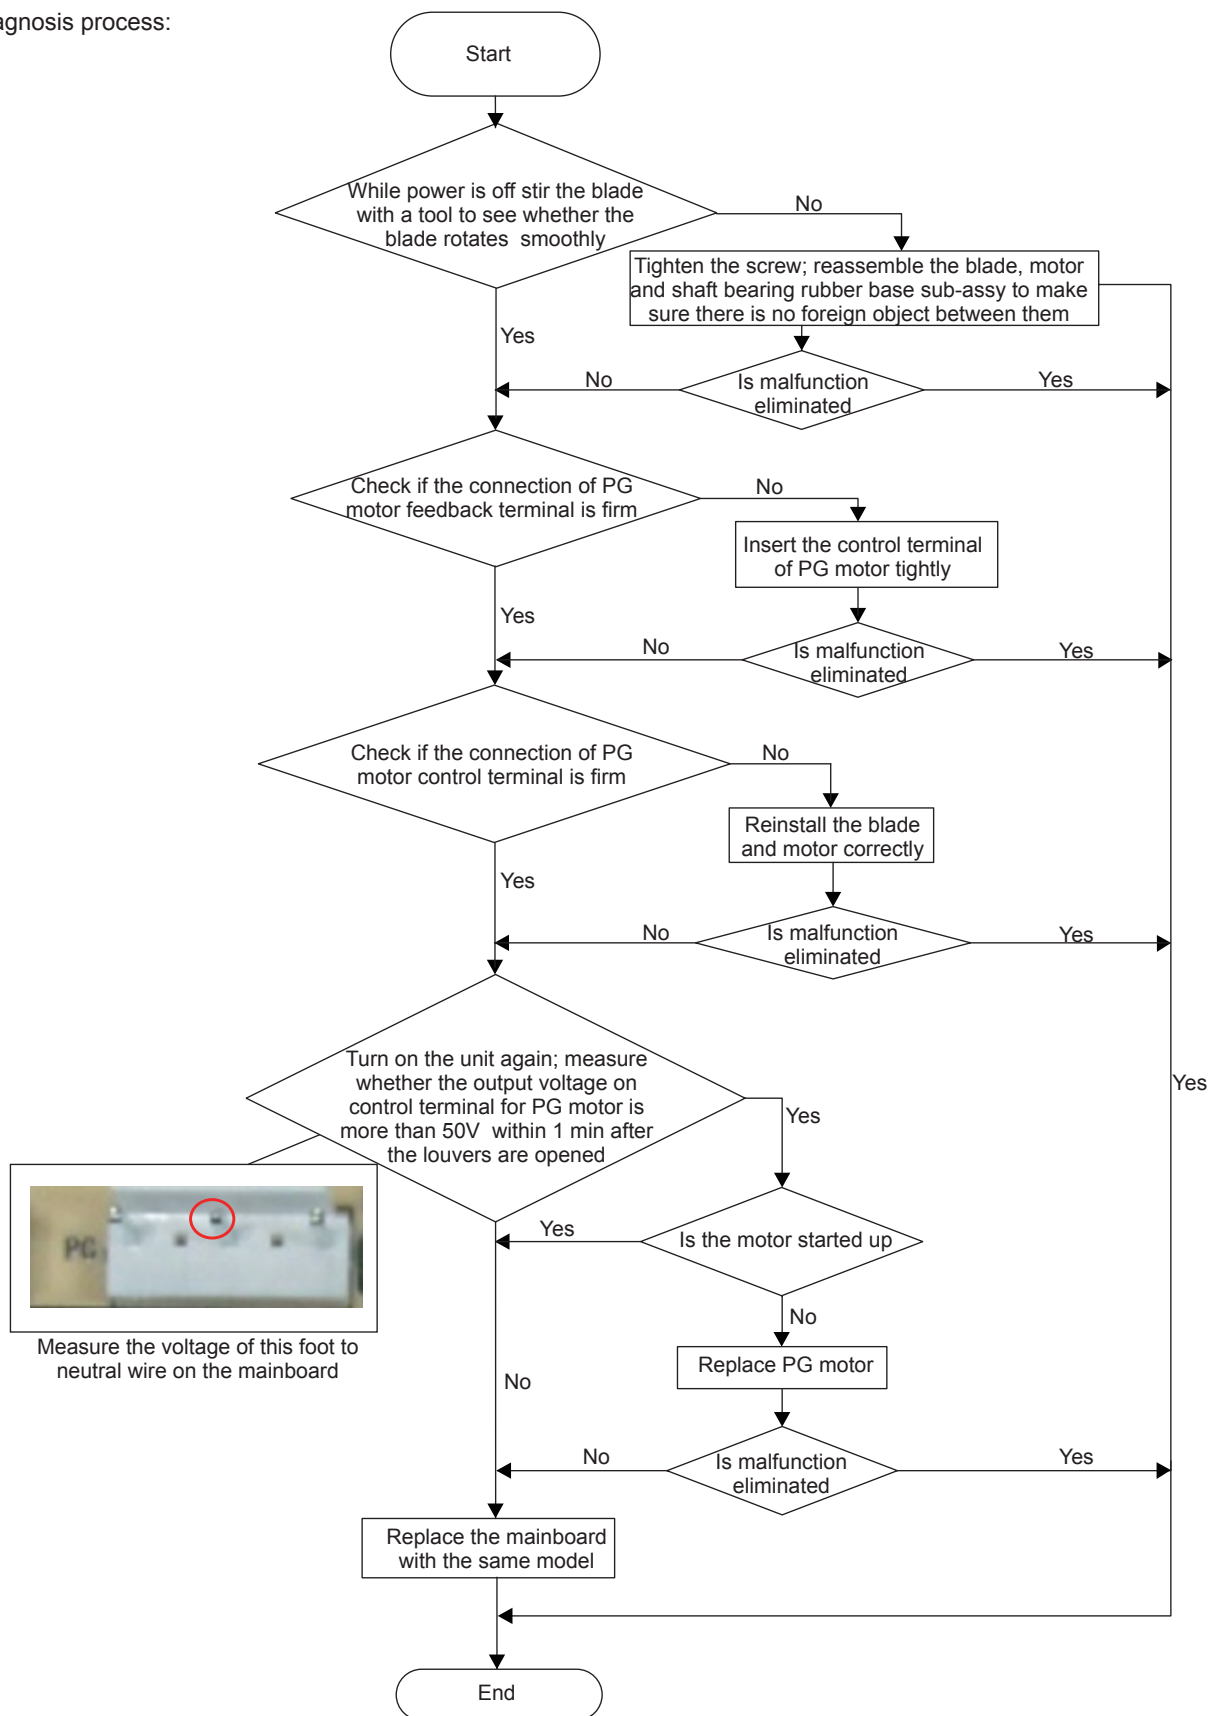 agnosis process:
Start
While power is off stir the blade
with a tool to see whether the
blade rotates smoothly
No
Tighten the screw; reassemble the blade, motor
and shaft bearing rubber base sub-assy to make
sure there is no foreign object between them
Yes
No
Is malfunction
eliminated
Yes
Check if the connection of PG
motor feedback terminal is firm
No
Insert the control terminal
of PG motor tightly
Yes
No
Is malfunction
eliminated
Yes
Check if the connection of PG
motor control terminal is firm
No
Reinstall the blade
and motor correctly
Yes
No
Is malfunction
eliminated
Yes
Turn on the unit again; measure
whether the output voltage on
control terminal for PG motor is
more than 50V within 1 min after
the louvers are opened
Yes
Yes
PG
Measure the voltage of this foot to
neutral wire on the mainboard
Yes
Is the motor started up
No
Replace PG motor
No
No
Is malfunction
eliminated
Yes
Replace the mainboard
with the same model
End